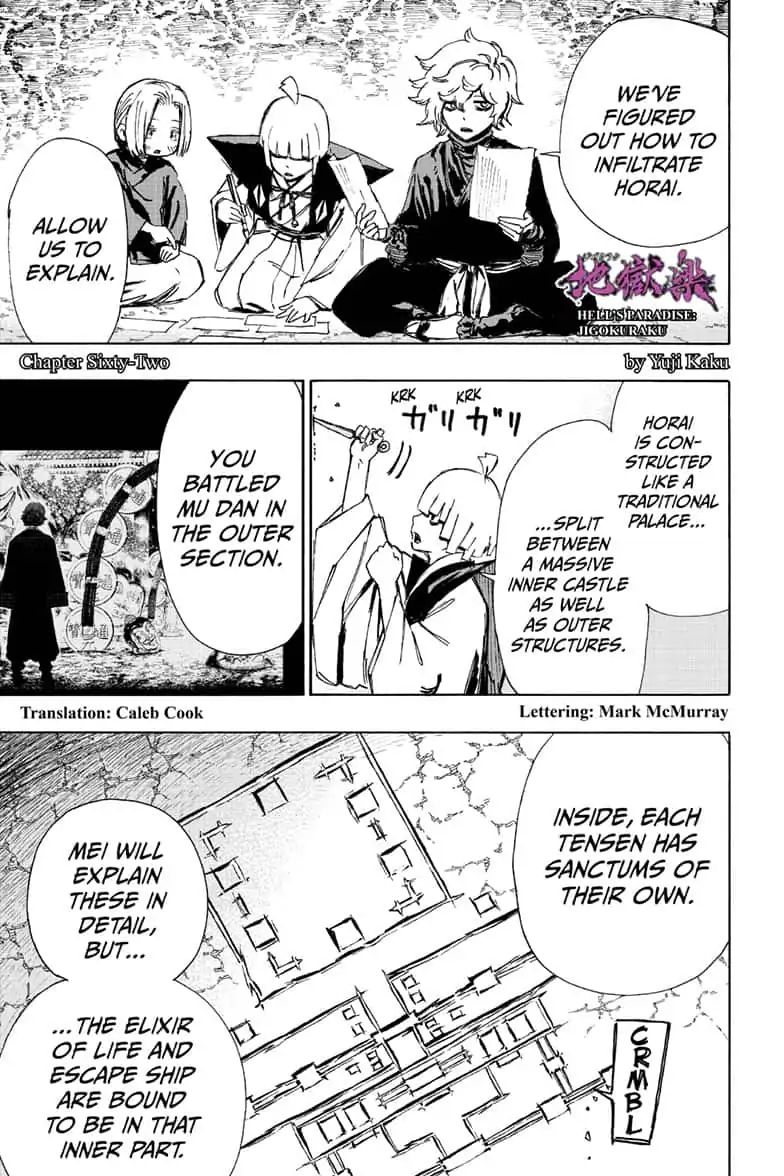 WE'VE
FIGURED
OUT HOW TO
INFILTRATE
HORAI.
ALLOW
US TO
EXPLAIN.
地獄楽
HELL'S PARADISE:
JIGOKURAKU
Chapter Sixty-Two
by Yuji Kaku
HORAI
IS CON-
STRUCTED
LIKE A
TRADITIONAL
PALACE...
...SPLIT
BETWEEN
A MASSIVE
INNER CASTLE
AS WELL
AS OUTER
STRUCTURES.
KRK
KRK
ガリガリ
YOU
BATTLED
MU DAN IN
THE OUTER
SECTION.
Translation: Caleb Cook
Lettering: Mark McMurray
INSIDE, EACH
TENSEN HAS
SANCTUMS OF
THEIR OWN.
MEI WILL
EXPLAIN
THESE IN
DETAIL,
BUT...
...THE ELIXIR
OF LIFE AND
ESCAPE SHIP
ARE BOUND
TO BE IN THAT
INNER PART.
CRMBL